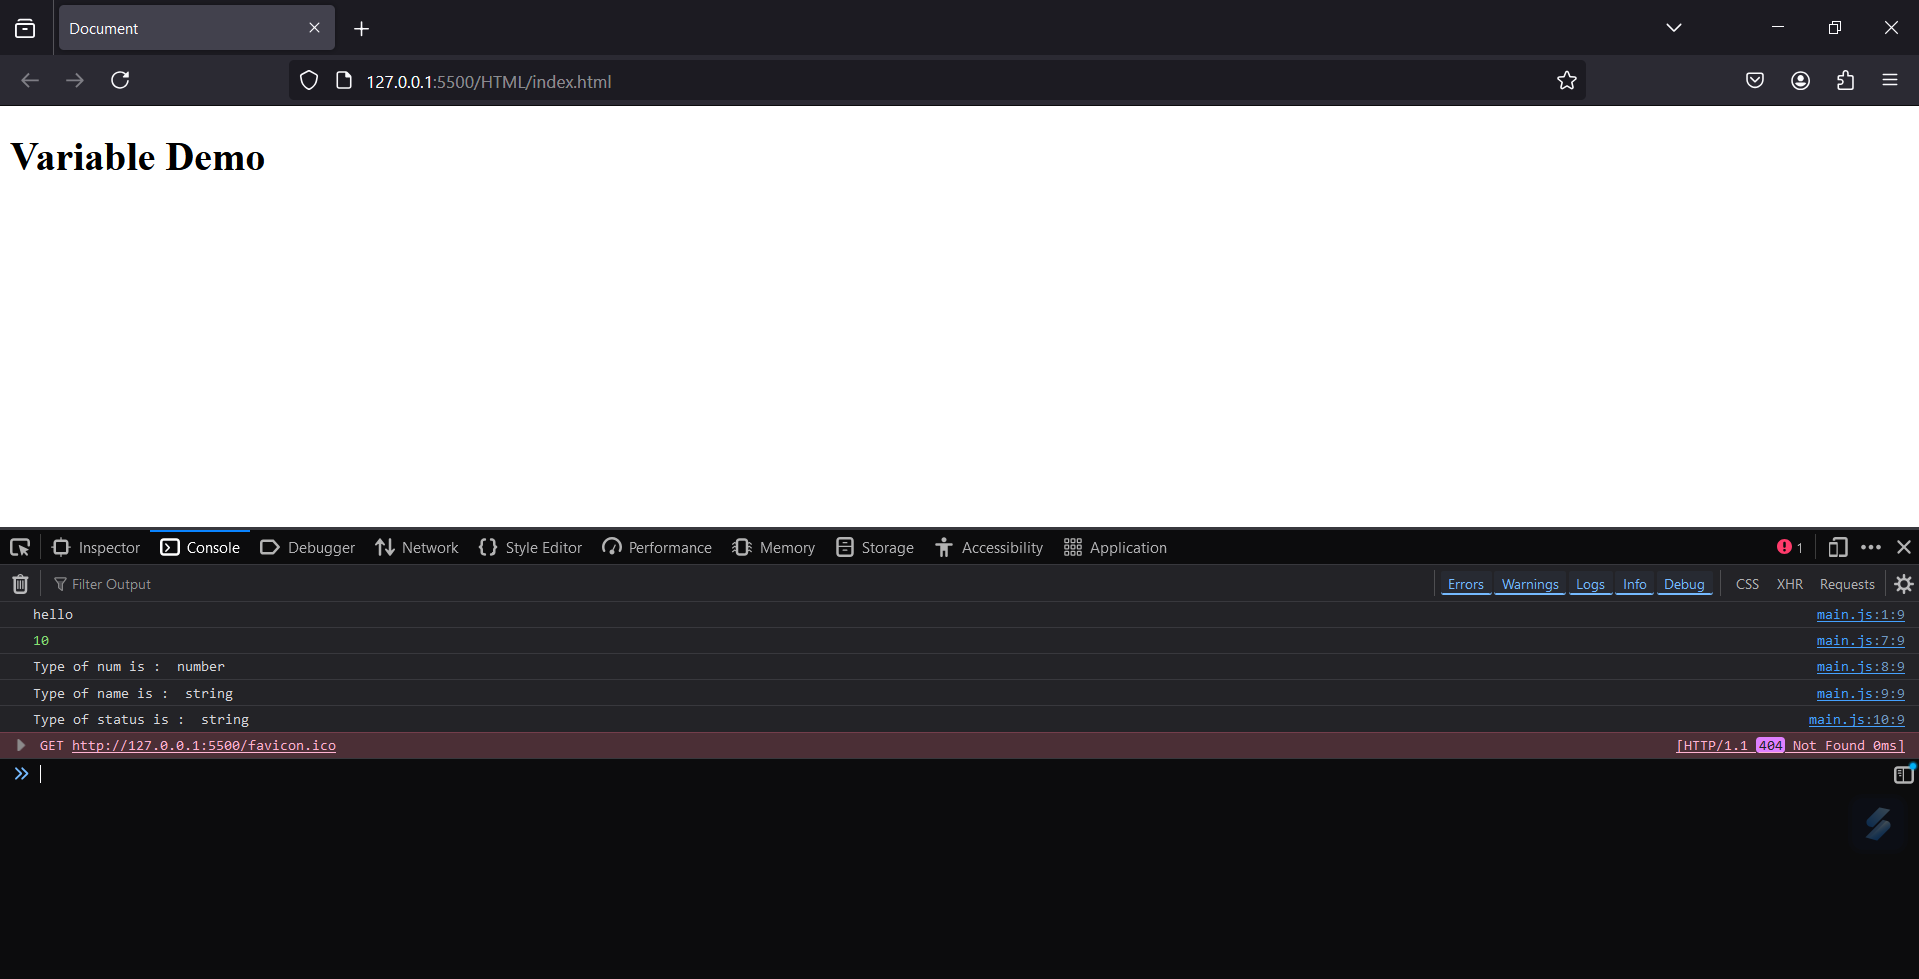 Document
127.0.0.1:5500/HTML/index.html
Variable Demo
Inspector Console Debugger Network Style Editor Performance Memory Storage Accessibility Application 1
Filter Output Errors Warnings Logs Info Debug CSS XHR Requests
hello main.js:1:9
10 main.js:7:9
Type of num is :  number main.js:8:9
Type of name is :  string main.js:9:9
Type of status is :  string main.js:10:9
GET http://127.0.0.1:5500/favicon.ico [HTTP/1.1 404 Not Found 0ms]